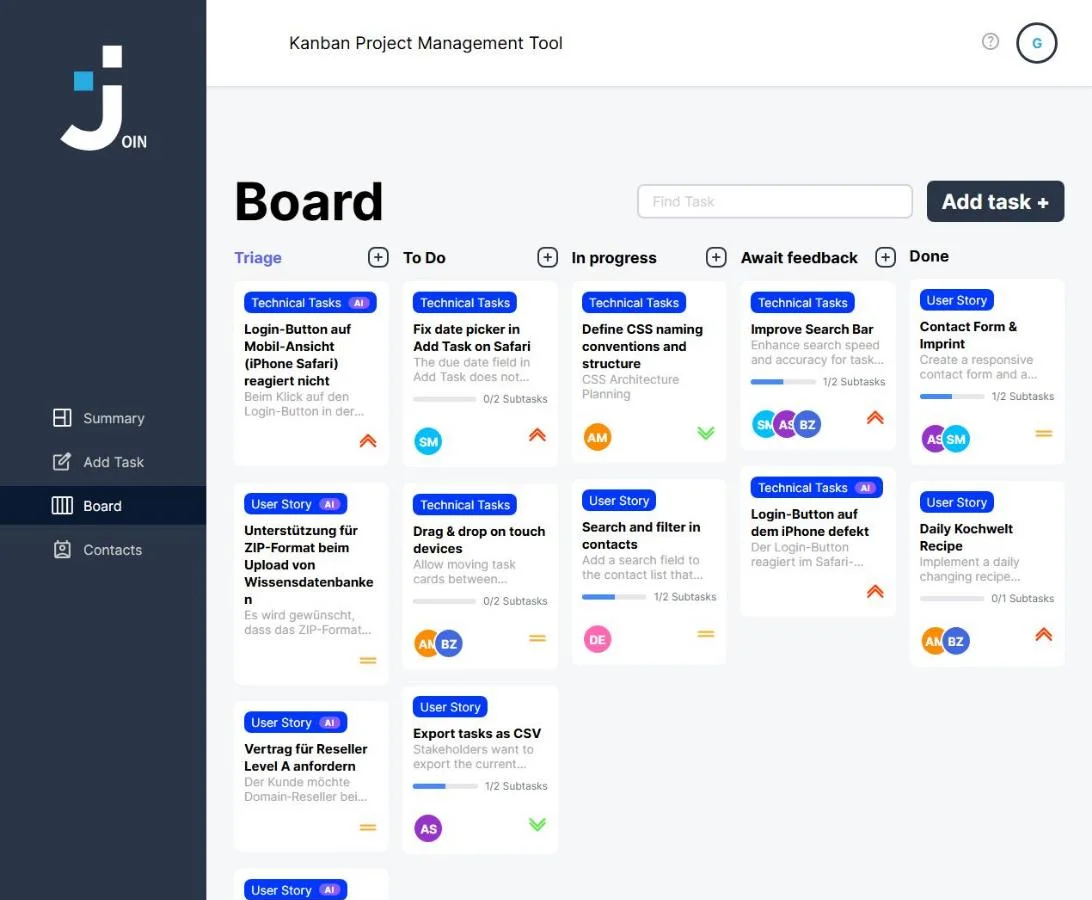 OIN
Kanban Project Management Tool
?
G
Summary
Add Task
Board
Contacts
Board
Find Task
Add task +
Triage
Technical Tasks AI
Login-Button auf
Mobil-Ansicht
(iPhone Safari)
reagiert nicht
Beim Klick auf den
Login-Button in der...
User Story AI
Unterstützung für
ZIP-Format beim
Upload von
Wissensdatenbanke
n
Es wird gewünscht,
dass das ZIP-Format...
User Story AI
Vertrag für Reseller
Level A anfordern
Der Kunde möchte
Domain-Reseller bei...
User Story AI
To Do
Technical Tasks
Fix date picker in
Add Task on Safari
The due date field in
Add Task does not...
0/2 Subtasks
SM
Technical Tasks
Drag & drop on touch
devices
Allow moving task
cards between...
0/2 Subtasks
AM BZ
User Story
Export tasks as CSV
Stakeholders want to
export the current...
1/2 Subtasks
AS
In progress
Technical Tasks
Define CSS naming
conventions and
structure
CSS Architecture
Planning
AM
User Story
Search and filter in
contacts
Add a search field to
the contact list that...
1/2 Subtasks
DE
Await feedback
Technical Tasks
Improve Search Bar
Enhance search speed
and accuracy for task...
1/2 Subtasks
SM AS BZ
Technical Tasks AI
Login-Button auf
dem iPhone defekt
Der Login-Button
reagiert im Safari-...
Done
User Story
Contact Form &
Imprint
Create a responsive
contact form and a...
1/2 Subtasks
AS SM
User Story
Daily Kochwelt
Recipe
Implement a daily
changing recipe...
0/1 Subtasks
AM BZ